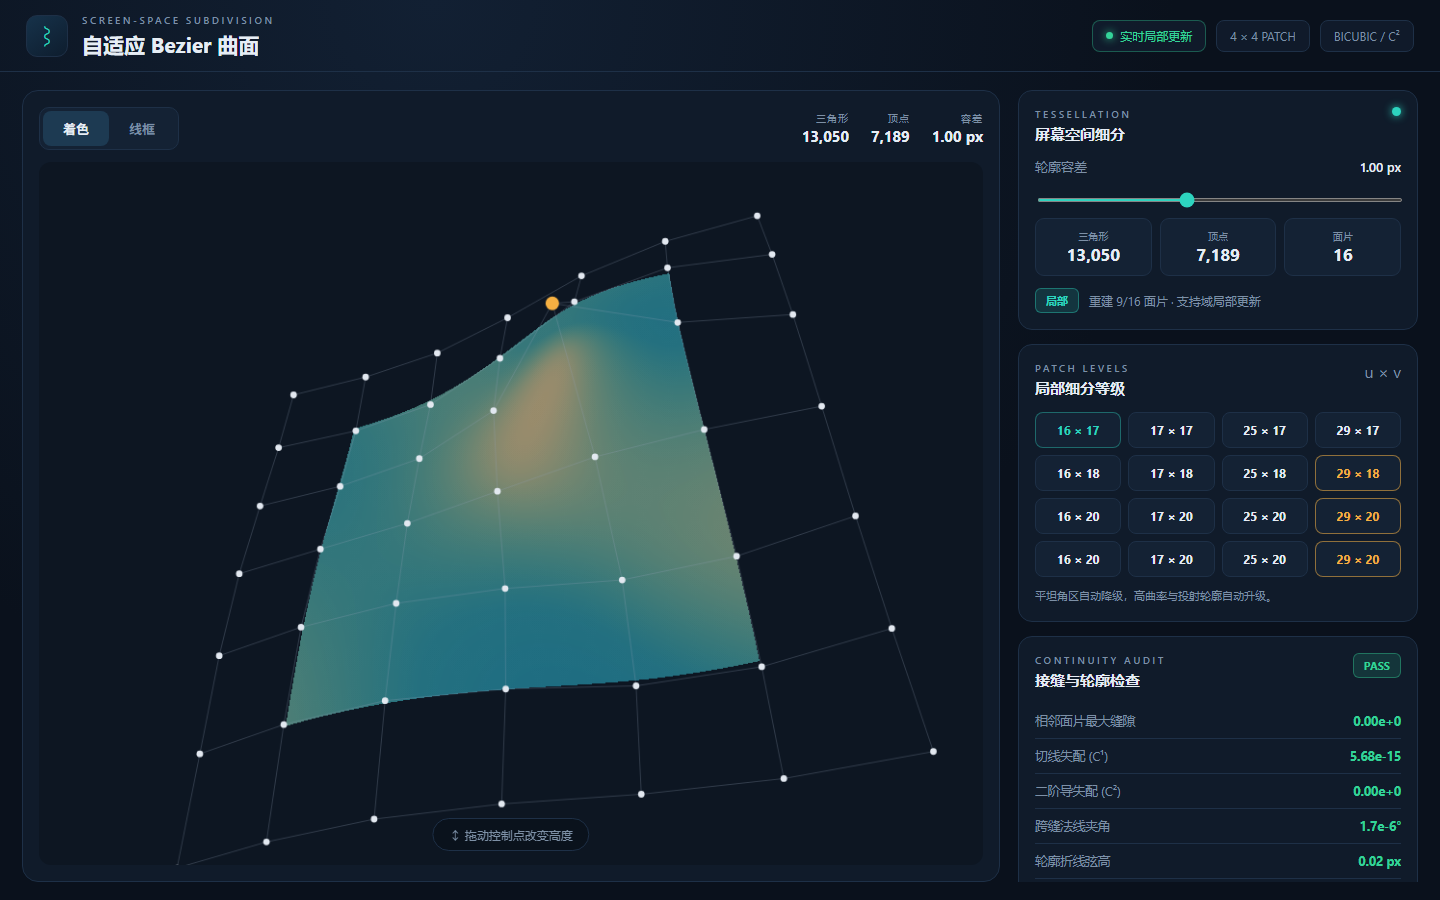 SCREEN-SPACE SUBDIVISION
自适应 Bezier 曲面
实时局部更新
4 × 4 PATCH
BICUBIC / C²
着色
线框
三角形
13,050
顶点
7,189
容差
1.00 px
↕ 拖动控制点改变高度
TESSELLATION
屏幕空间细分
轮廓容差
1.00 px
三角形
13,050
顶点
7,189
面片
16
局部
重建 9/16 面片 · 支持域局部更新
PATCH LEVELS
局部细分等级
u × v
16 × 17
17 × 17
25 × 17
29 × 17
16 × 18
17 × 18
25 × 18
29 × 18
16 × 20
17 × 20
25 × 20
29 × 20
16 × 20
17 × 20
25 × 20
29 × 20
平坦角区自动降级，高曲率与投射轮廓自动升级。
CONTINUITY AUDIT
接缝与轮廓检查
PASS
相邻面片最大缝隙
0.00e+0
切线失配 (C¹)
5.68e-15
二阶导失配 (C²)
0.00e+0
跨缝法线夹角
1.7e-6°
轮廓折线弦高
0.02 px